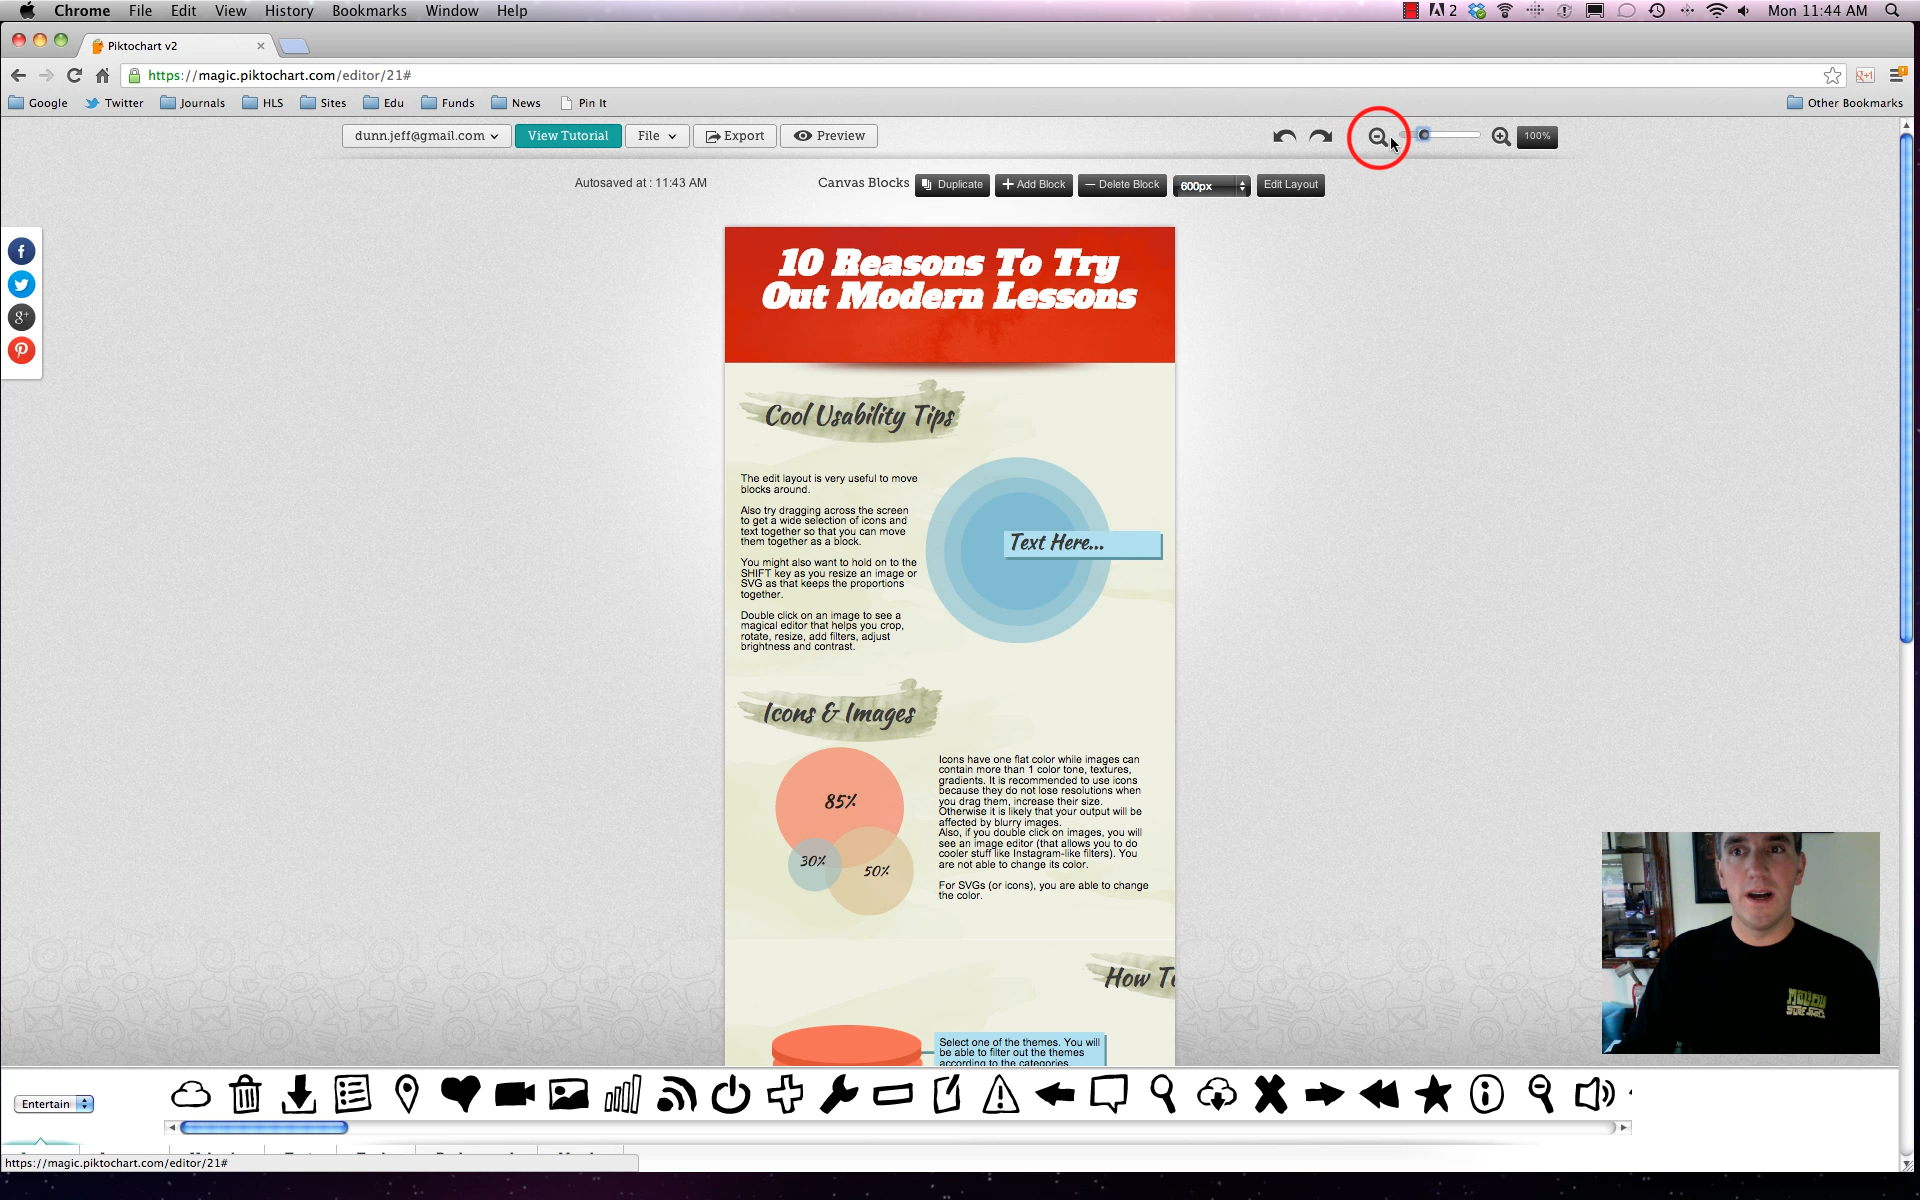 Chrome File Edit View History Bookmarks Window Help
2
Mon 11:44 AM
Piktochart v2
https://magic.piktochart.com/editor/21#
Google Twitter Journals HLS Sites Edu Funds News Pin It
Other Bookmarks
dunn.jeff@gmail.com View Tutorial File Export Preview
100%
Autosaved at : 11:43 AM
Canvas Blocks Duplicate Add Block Delete Block 600px Edit Layout
10 Reasons To Try
Out Modern Lessons
Cool Usability Tips
The edit layout is very useful to move
blocks around.
Also try dragging across the screen
to get a wide selection of icons and
text together so that you can move
them together as a block.
You might also want to hold on to the
SHIFT key as you resize an image or
SVG as that keeps the proportions
together.
Double click on an image to see a
magical editor that helps you crop,
rotate, resize, add filters, adjust
brightness and contrast.
Text Here...
Icons & Images
85%
30%
50%
Icons have one flat color while images can
contain more than 1 color tone, textures,
gradients. It is recommended to use icons
because they do not lose resolutions when
you drag them, increase their size.
Otherwise it is likely that your output will be
affected by blurry images.
Also, if you double click on images, you will
see an image editor (that allows you to do
cooler stuff like Instagram-like filters). You
are not able to change its color.
For SVGs (or icons), you are able to change
the color.
How
Select one of the themes. You will
be able to filter out the themes
according to the categories
Entertain
https://magic.piktochart.com/editor/21#